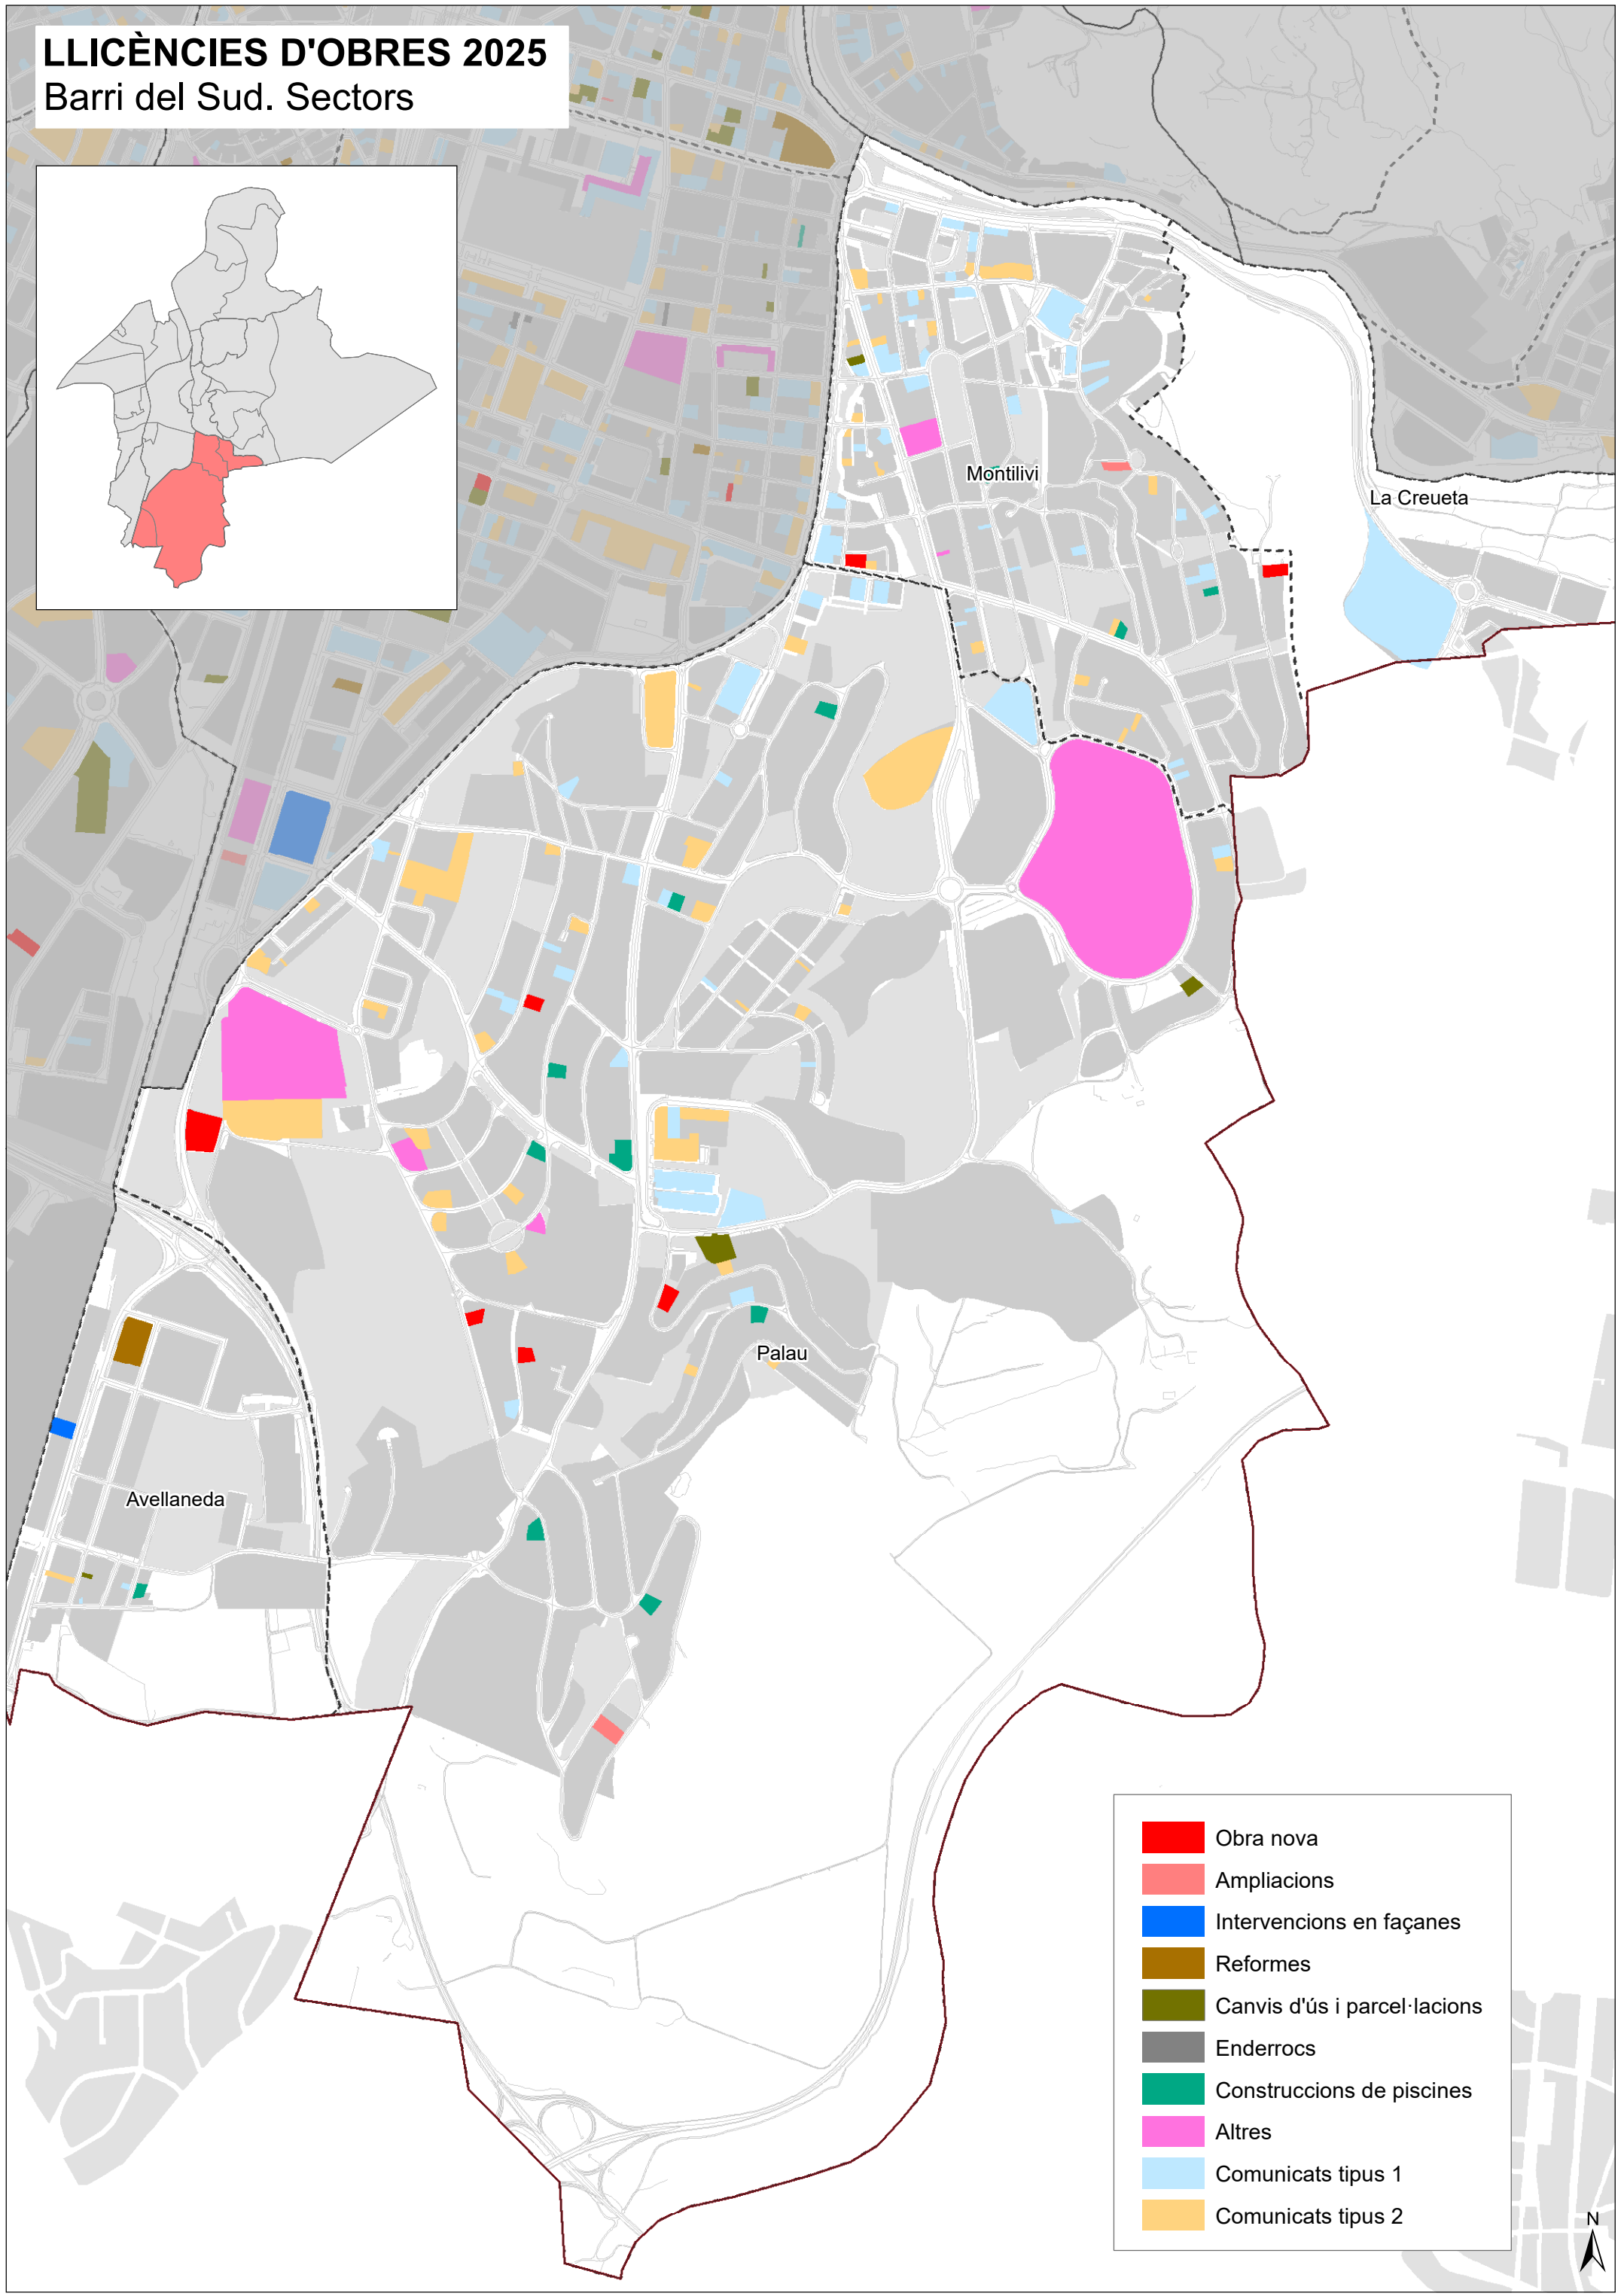 LLICÈNCIES D'OBRES 2025
Barri del Sud. Sectors
Montilivi
La Creueta
Palau
Avellaneda
Obra nova
Ampliacions
Intervencions en façanes
Reformes
Canvis d'ús i parcel·lacions
Enderrocs
Construccions de piscines
Altres
Comunicats tipus 1
Comunicats tipus 2
N